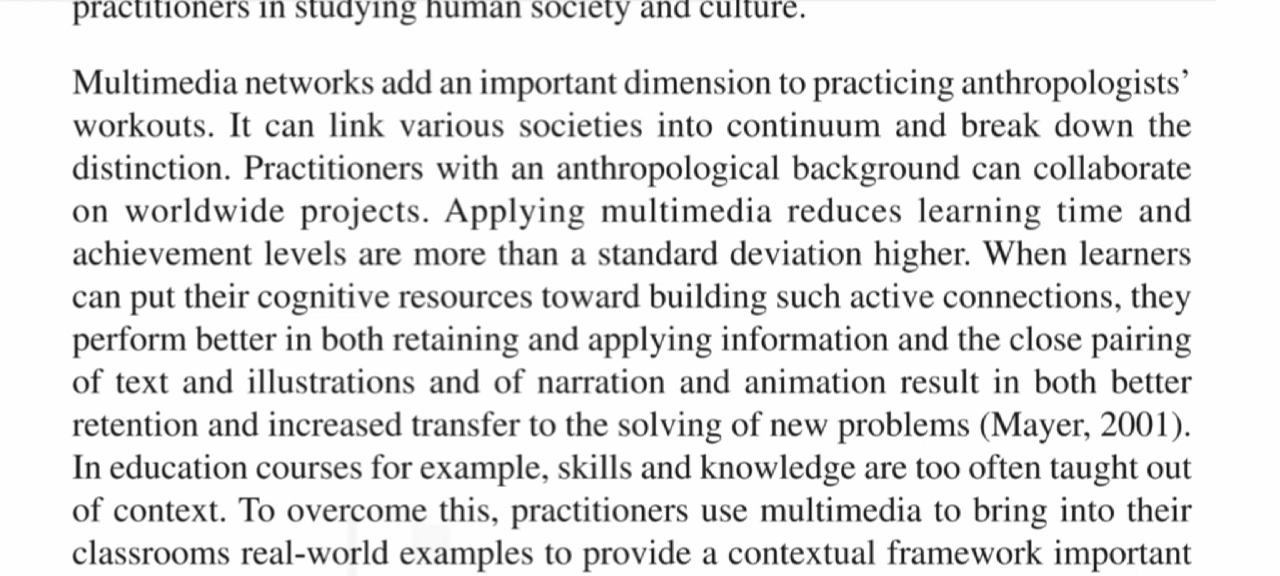 practitioners in studying human society and culture.
Multimedia networks add an important dimension to practicing anthropologists’
workouts. It can link various societies into continuum and break down the
distinction. Practitioners with an anthropological background can collaborate
on worldwide projects. Applying multimedia reduces learning time and
achievement levels are more than a standard deviation higher. When learners
can put their cognitive resources toward building such active connections, they
perform better in both retaining and applying information and the close pairing
of text and illustrations and of narration and animation result in both better
retention and increased transfer to the solving of new problems (Mayer, 2001).
In education courses for example, skills and knowledge are too often taught out
of context. To overcome this, practitioners use multimedia to bring into their
classrooms real-world examples to provide a contextual framework important